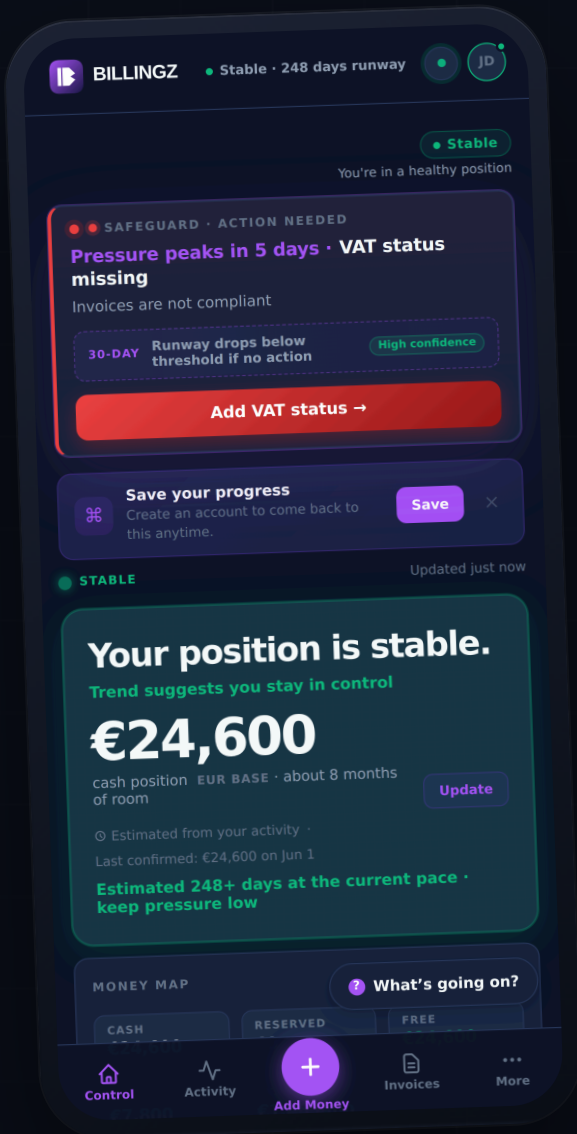 BILLINGZ
Stable · 248 days runway
JD
Stable
You're in a healthy position
SAFEGUARD · ACTION NEEDED
Pressure peaks in 5 days · VAT status
missing
Invoices are not compliant
30-DAY
Runway drops below
threshold if no action
High confidence
Add VAT status →
Save your progress
Create an account to come back to
this anytime.
Save
STABLE
Updated just now
Your position is stable.
Trend suggests you stay in control
€24,600
cash position EUR BASE · about 8 months
of room
Update
Estimated from your activity ·
Last confirmed: €24,600 on Jun 1
Estimated 248+ days at the current pace ·
keep pressure low
MONEY MAP
? What's going on?
CASH
RESERVED
FREE
Control
Activity
Add Money
Invoices
More